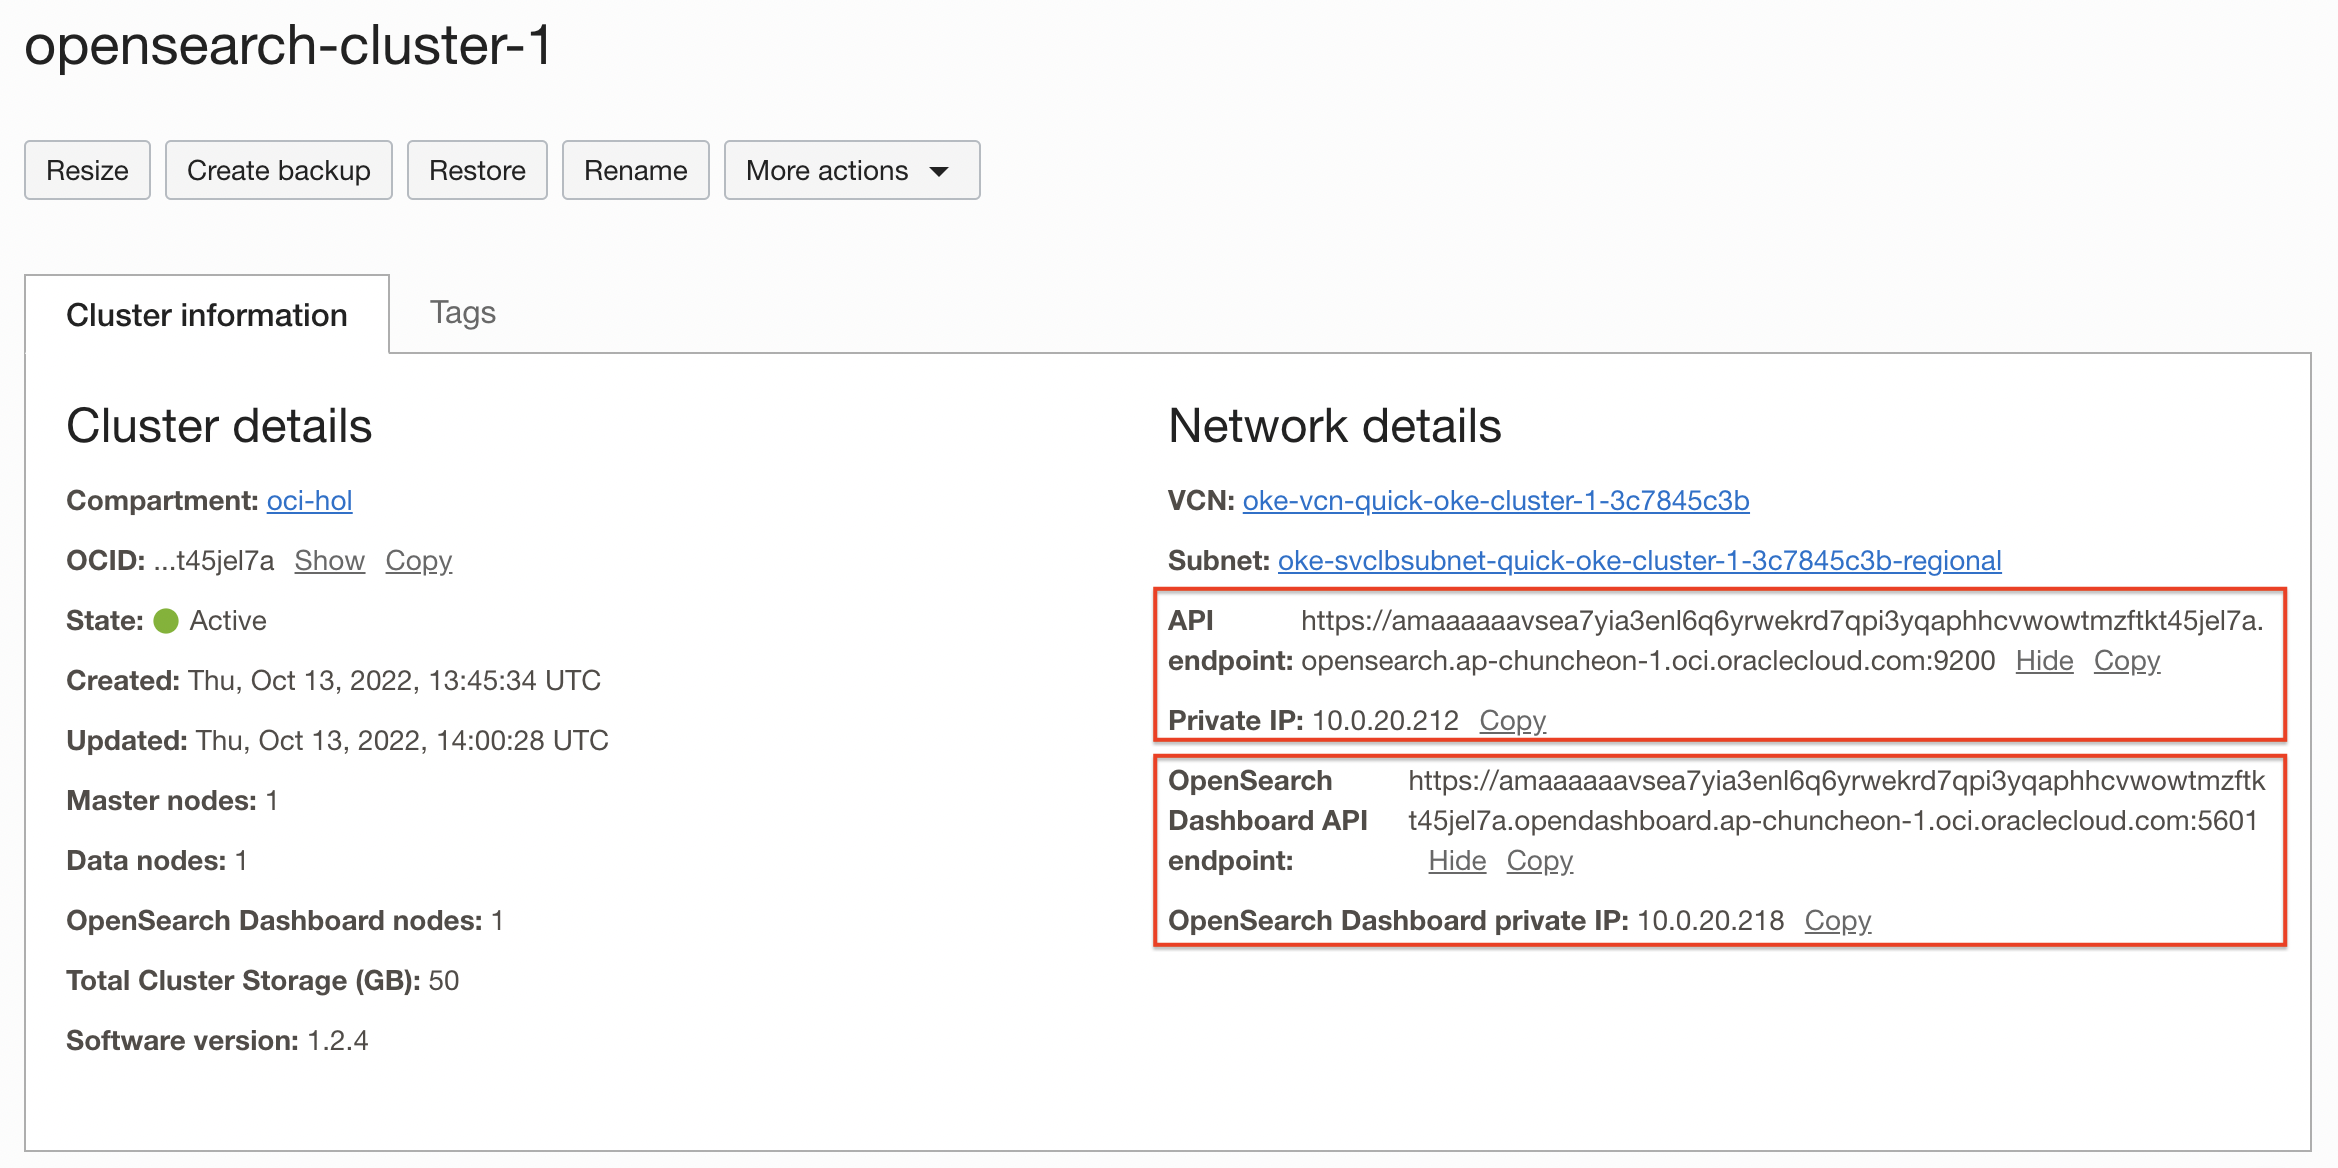 opensearch-cluster-1
Resize Create backup Restore Rename More actions
Cluster information Tags
Cluster details
Compartment: oci-hol
OCID: ...t45jel7a Show Copy
State: Active
Created: Thu, Oct 13, 2022, 13:45:34 UTC
Updated: Thu, Oct 13, 2022, 14:00:28 UTC
Master nodes: 1
Data nodes: 1
OpenSearch Dashboard nodes: 1
Total Cluster Storage (GB): 50
Software version: 1.2.4
Network details
VCN: oke-vcn-quick-oke-cluster-1-3c7845c3b
Subnet: oke-svclbsubnet-quick-oke-cluster-1-3c7845c3b-regional
API https://amaaaaaavsea7yia3enl6q6yrwekrd7qpi3yqaphhcvwowtmzftkt45jel7a.
endpoint: opensearch.ap-chuncheon-1.oci.oraclecloud.com:9200 Hide Copy
Private IP: 10.0.20.212 Copy
OpenSearch https://amaaaaaavsea7yia3enl6q6yrwekrd7qpi3yqaphhcvwowtmzftk
Dashboard API t45jel7a.opendashboard.ap-chuncheon-1.oci.oraclecloud.com:5601
endpoint: Hide Copy
OpenSearch Dashboard private IP: 10.0.20.218 Copy